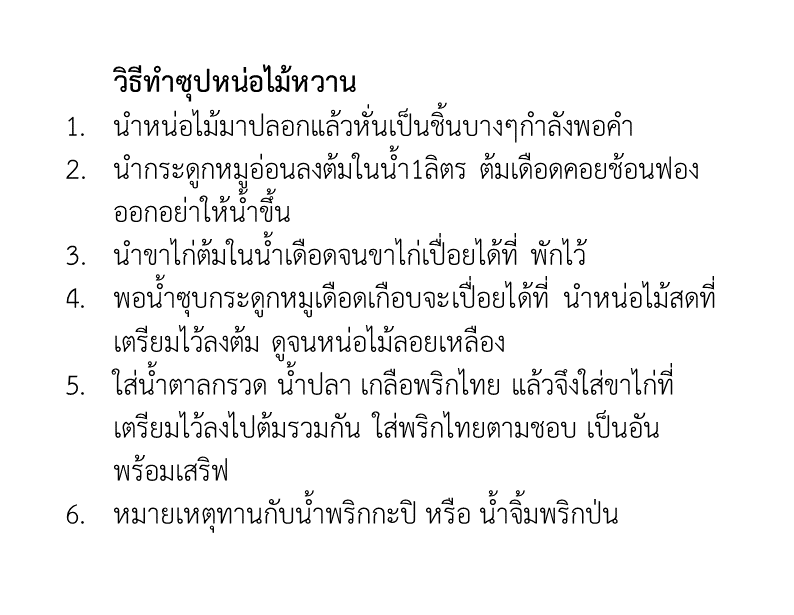 วิธีทำซุปหน่อไม้หวาน
1. นำหน่อไม้มาปลอกแล้วหั่นเป็นชิ้นบางๆกำลังพอคำ
2. นำกระดูกหมูอ่อนลงต้มในน้ำ1ลิตร ต้มเดือดคอยช้อนฟอง
ออกอย่าให้น้ำขึ้น
3. นำขาไก่ต้มในน้ำเดือดจนขาไก่เปื่อยได้ที่ พักไว้
4. พอน้ำซุบกระดูกหมูเดือดเกือบจะเปื่อยได้ที่ นำหน่อไม้สดที่
เตรียมไว้ลงต้ม ดูจนหน่อไม้ลอยเหลือง
5. ใส่น้ำตาลกรวด น้ำปลา เกลือพริกไทย แล้วจึงใส่ขาไก่ที่
เตรียมไว้ลงไปต้มรวมกัน ใส่พริกไทยตามชอบ เป็นอัน
พร้อมเสริฟ
6. หมายเหตุทานกับน้ำพริกกะปิ หรือ น้ำจิ้มพริกป่น